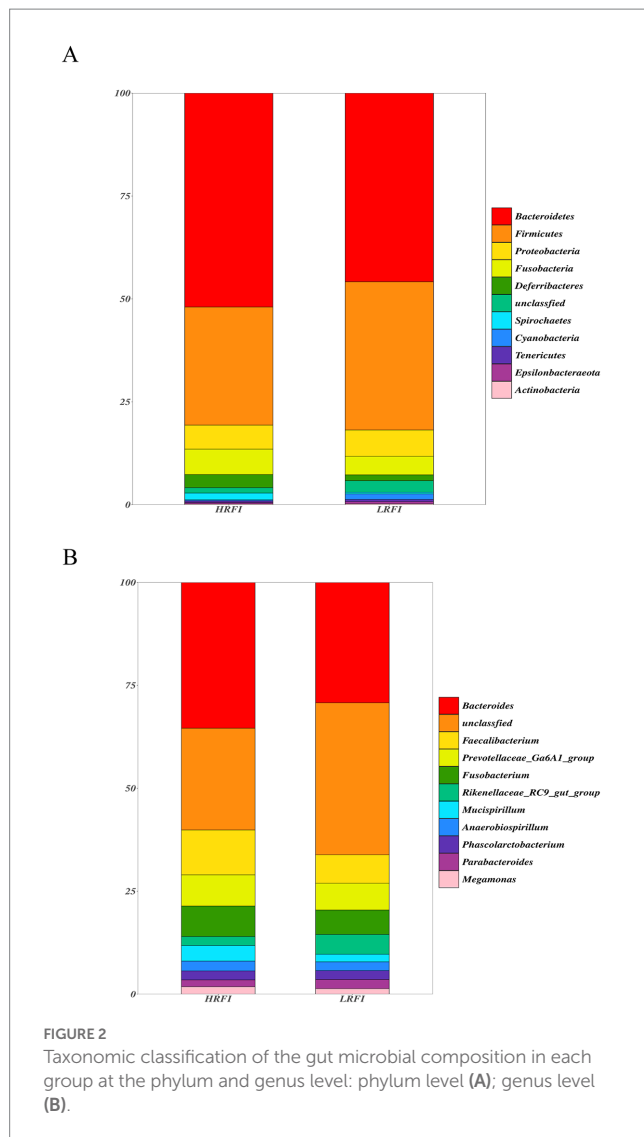 A
100
75
50
25
0
HRFI
LRFI
Bacteroidetes
Firmicutes
Proteobacteria
Fusobacteria
Deferribacteres
unclassfied
Spirochaetes
Cyanobacteria
Tenericutes
Epsilonbacteraeota
Actinobacteria
B
100
75
50
25
0
HRFI
LRFI
Bacteroides
unclassfied
Faecalibacterium
Prevotellaceae_Ga6A1_group
Fusobacterium
Rikenellaceae_RC9_gut_group
Mucispirillum
Anaerobiospirillum
Phascolarctobacterium
Parabacteroides
Megamonas
FIGURE 2
Taxonomic classification of the gut microbial composition in each
group at the phylum and genus level: phylum level (A); genus level
(B).